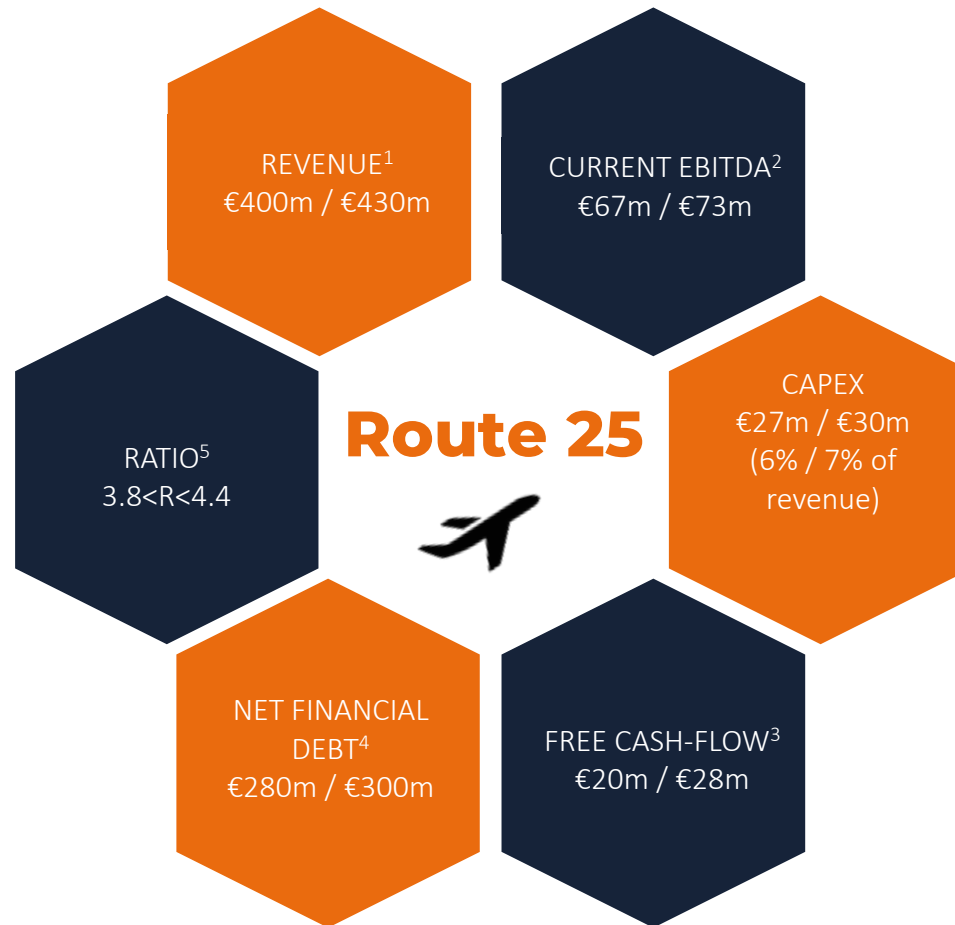 REVENUE¹
€400m / €430m
CURRENT EBITDA²
€67m / €73m
CAPEX
€27m / €30m
(6% / 7% of
revenue)
Route 25
RATIO⁵
3.8<R<4.4
NET FINANCIAL
DEBT⁴
€280m / €300m
FREE CASH-FLOW³
€20m / €28m